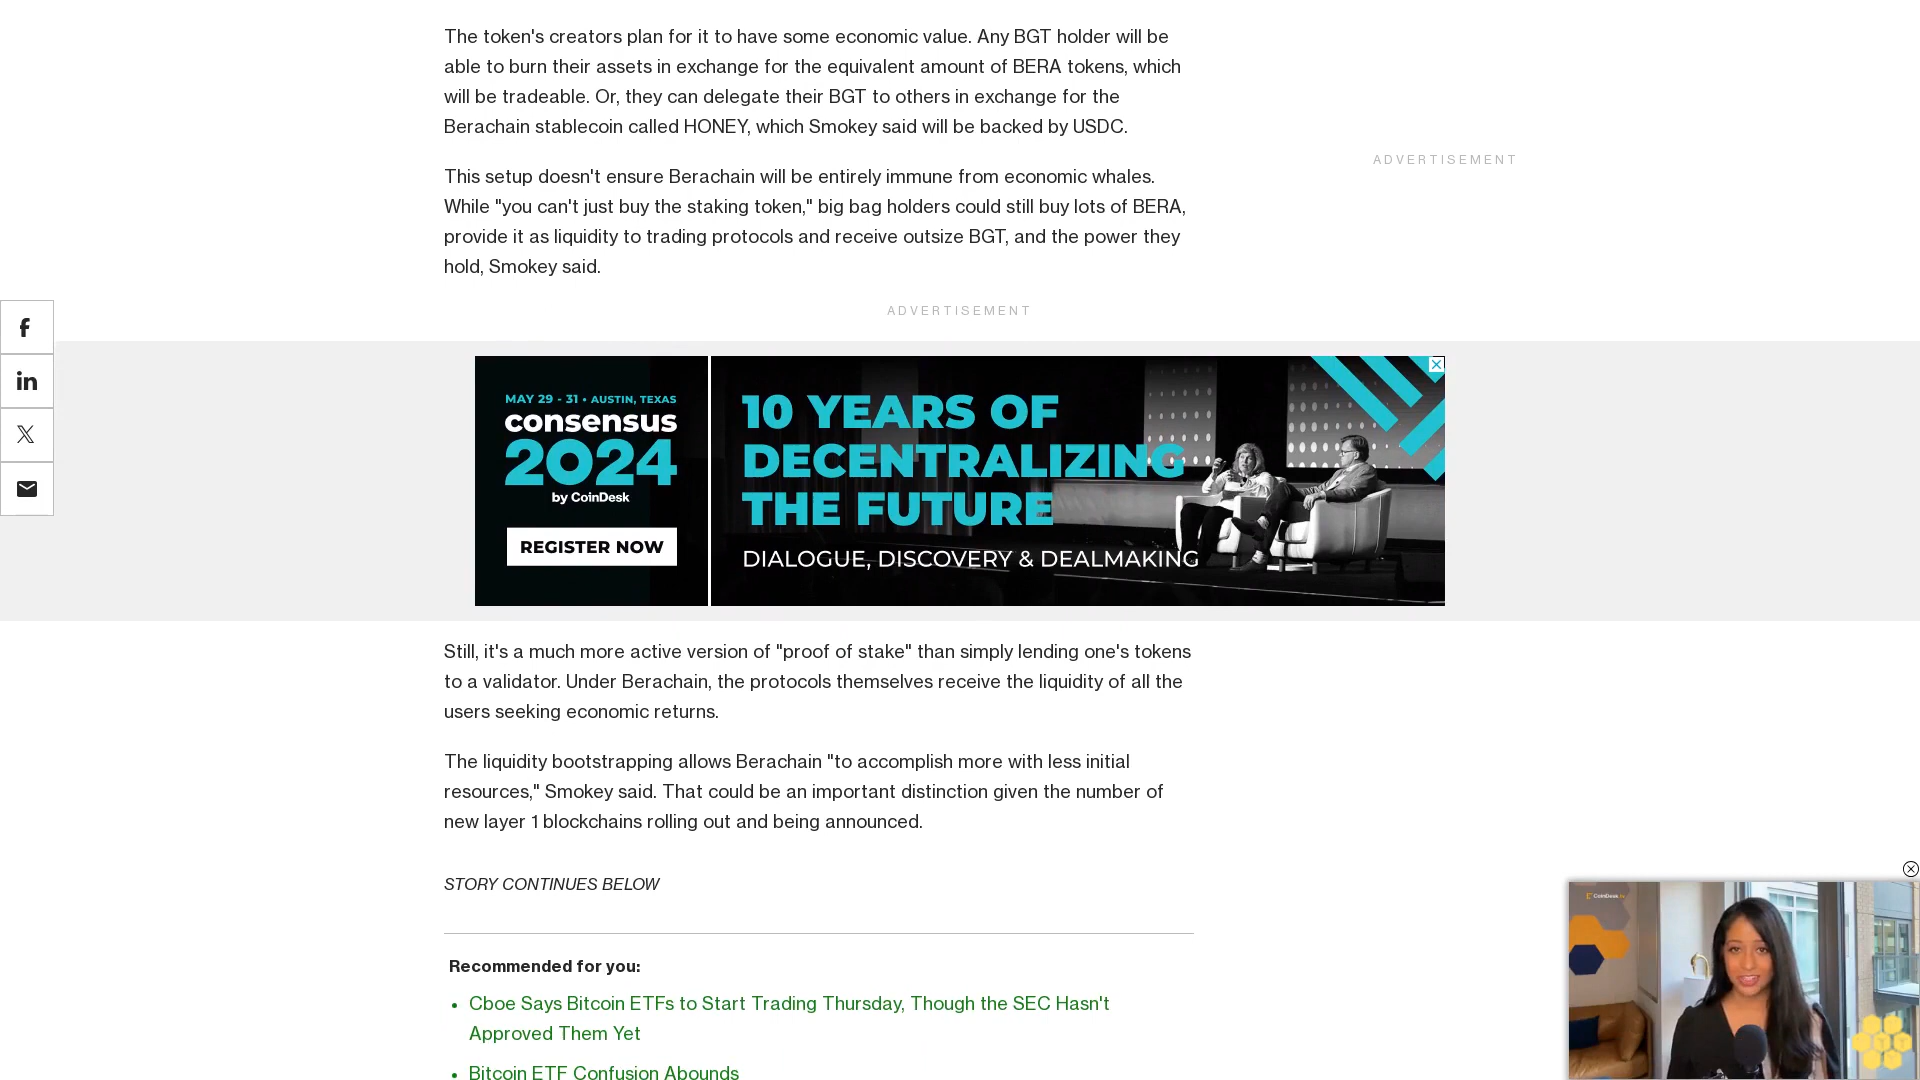 The token's creators plan for it to have some economic value. Any BGT holder will be
able to burn their assets in exchange for the equivalent amount of BERA tokens, which
will be tradeable. Or, they can delegate their BGT to others in exchange for the
Berachain stablecoin called HONEY, which Smokey said will be backed by USDC.
ADVERTISEMENT
This setup doesn't ensure Berachain will be entirely immune from economic whales.
While "you can't just buy the staking token," big bag holders could still buy lots of BERA,
provide it as liquidity to trading protocols and receive outsize BGT, and the power they
hold, Smokey said.
ADVERTISEMENT
MAY 29 - 31 • AUSTIN, TEXAS
consensus
2024
by CoinDesk
REGISTER NOW
10 YEARS OF
DECENTRALIZING
THE FUTURE
DIALOGUE, DISCOVERY & DEALMAKING
Still, it's a much more active version of "proof of stake" than simply lending one's tokens
to a validator. Under Berachain, the protocols themselves receive the liquidity of all the
users seeking economic returns.
The liquidity bootstrapping allows Berachain "to accomplish more with less initial
resources," Smokey said. That could be an important distinction given the number of
new layer 1 blockchains rolling out and being announced.
STORY CONTINUES BELOW
Recommended for you:
• Cboe Says Bitcoin ETFs to Start Trading Thursday, Though the SEC Hasn't
Approved Them Yet
• Bitcoin ETF Confusion Abounds
CoinDesk